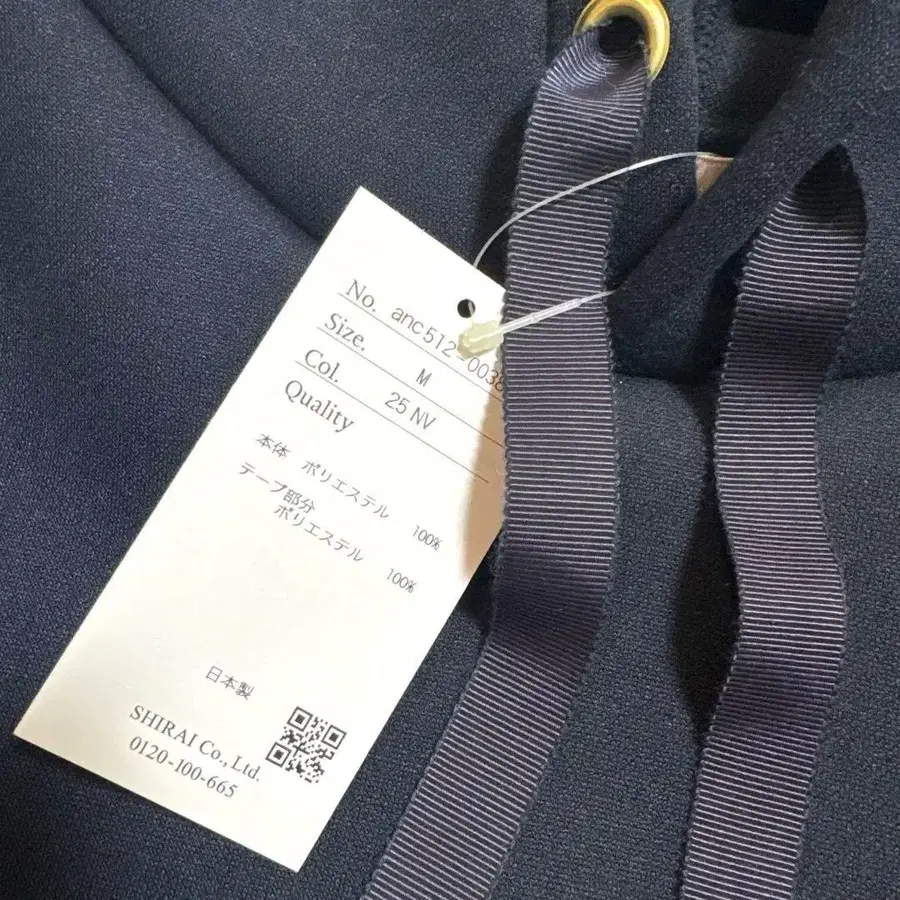 No. anc512-0038
Size. M
Col. 25 NV
Quality
本体 ポリエステル 100%
テープ部分
ポリエステル 100%
日本製
SHIRAI Co., Ltd.
0120-100-665